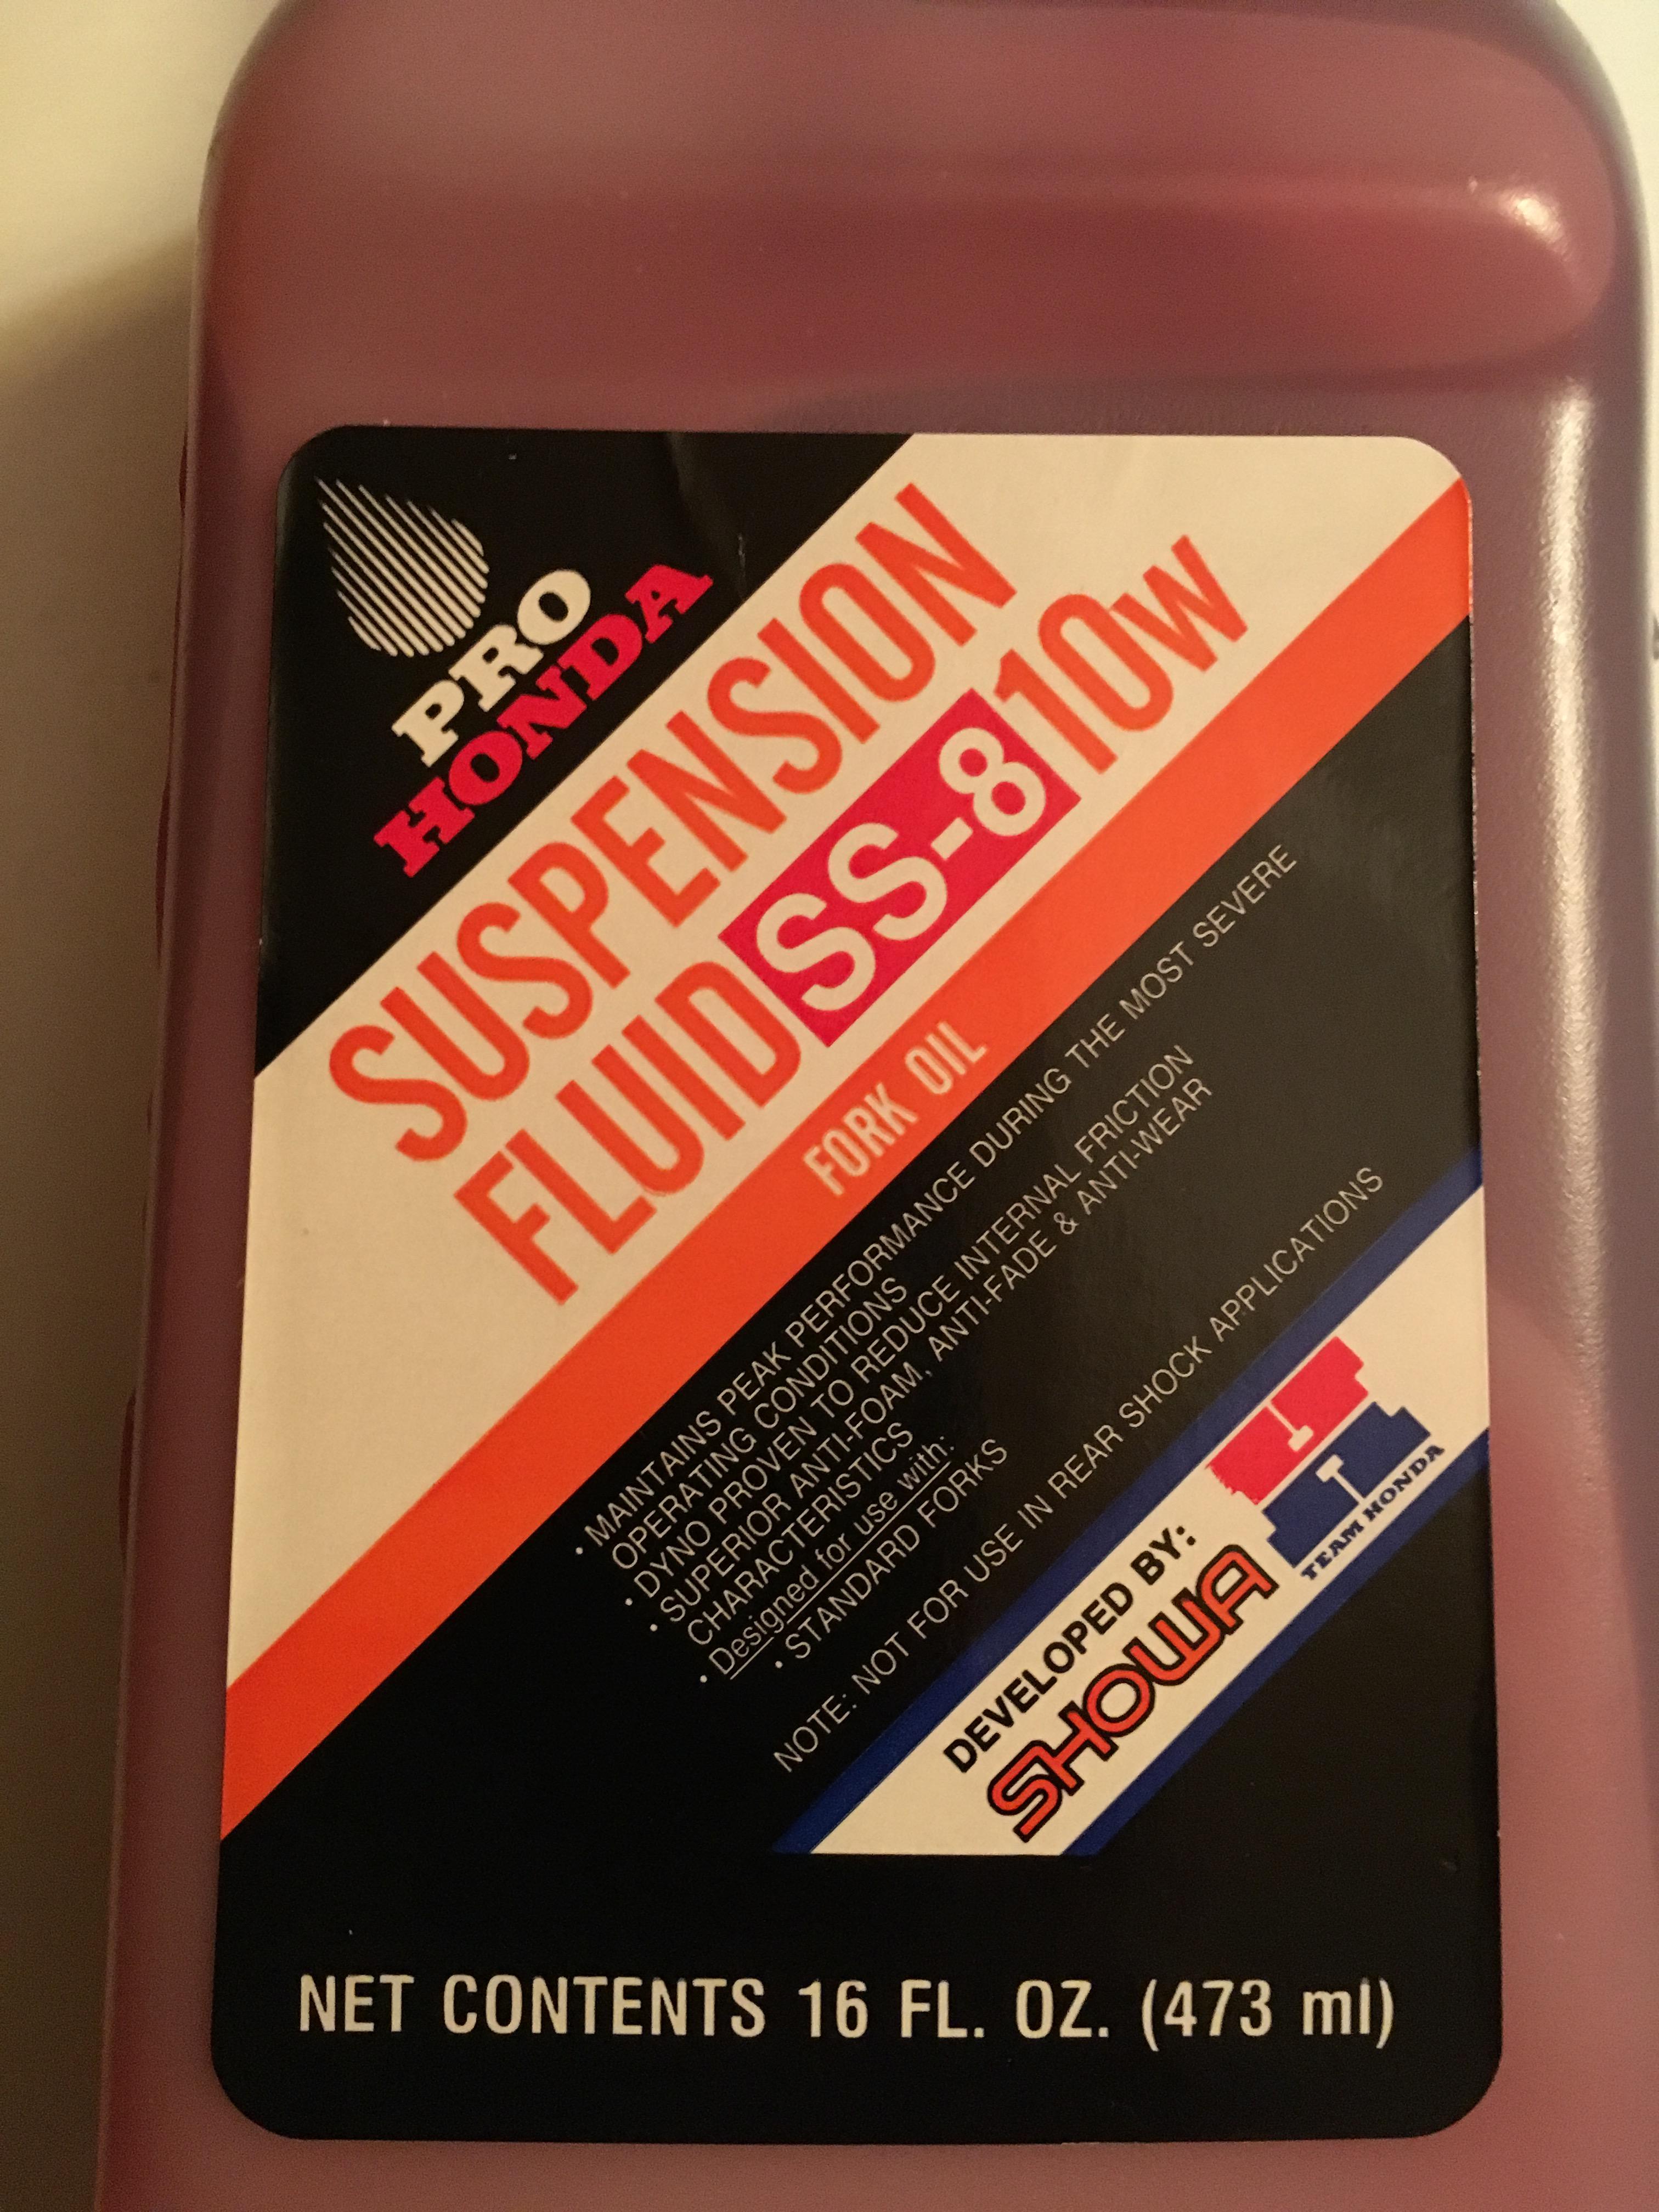 PRO
HONDA
SUSPENSION
FLUID SS-8 10W
FORK OIL
• MAINTAINS PEAK PERFORMANCE DURING THE MOST SEVERE
OPERATING CONDITIONS
• DYNO PROVEN TO REDUCE INTERNAL FRICTION
• SUPERIOR ANTI-FOAM, ANTI-FADE & ANTI-WEAR
CHARACTERISTICS
• Designed for use with:
• STANDARD FORKS
NOTE: NOT FOR USE IN REAR SHOCK APPLICATIONS
DEVELOPED BY:
SHOWA
TEAM HONDA
NET CONTENTS 16 FL. OZ. (473 ml)